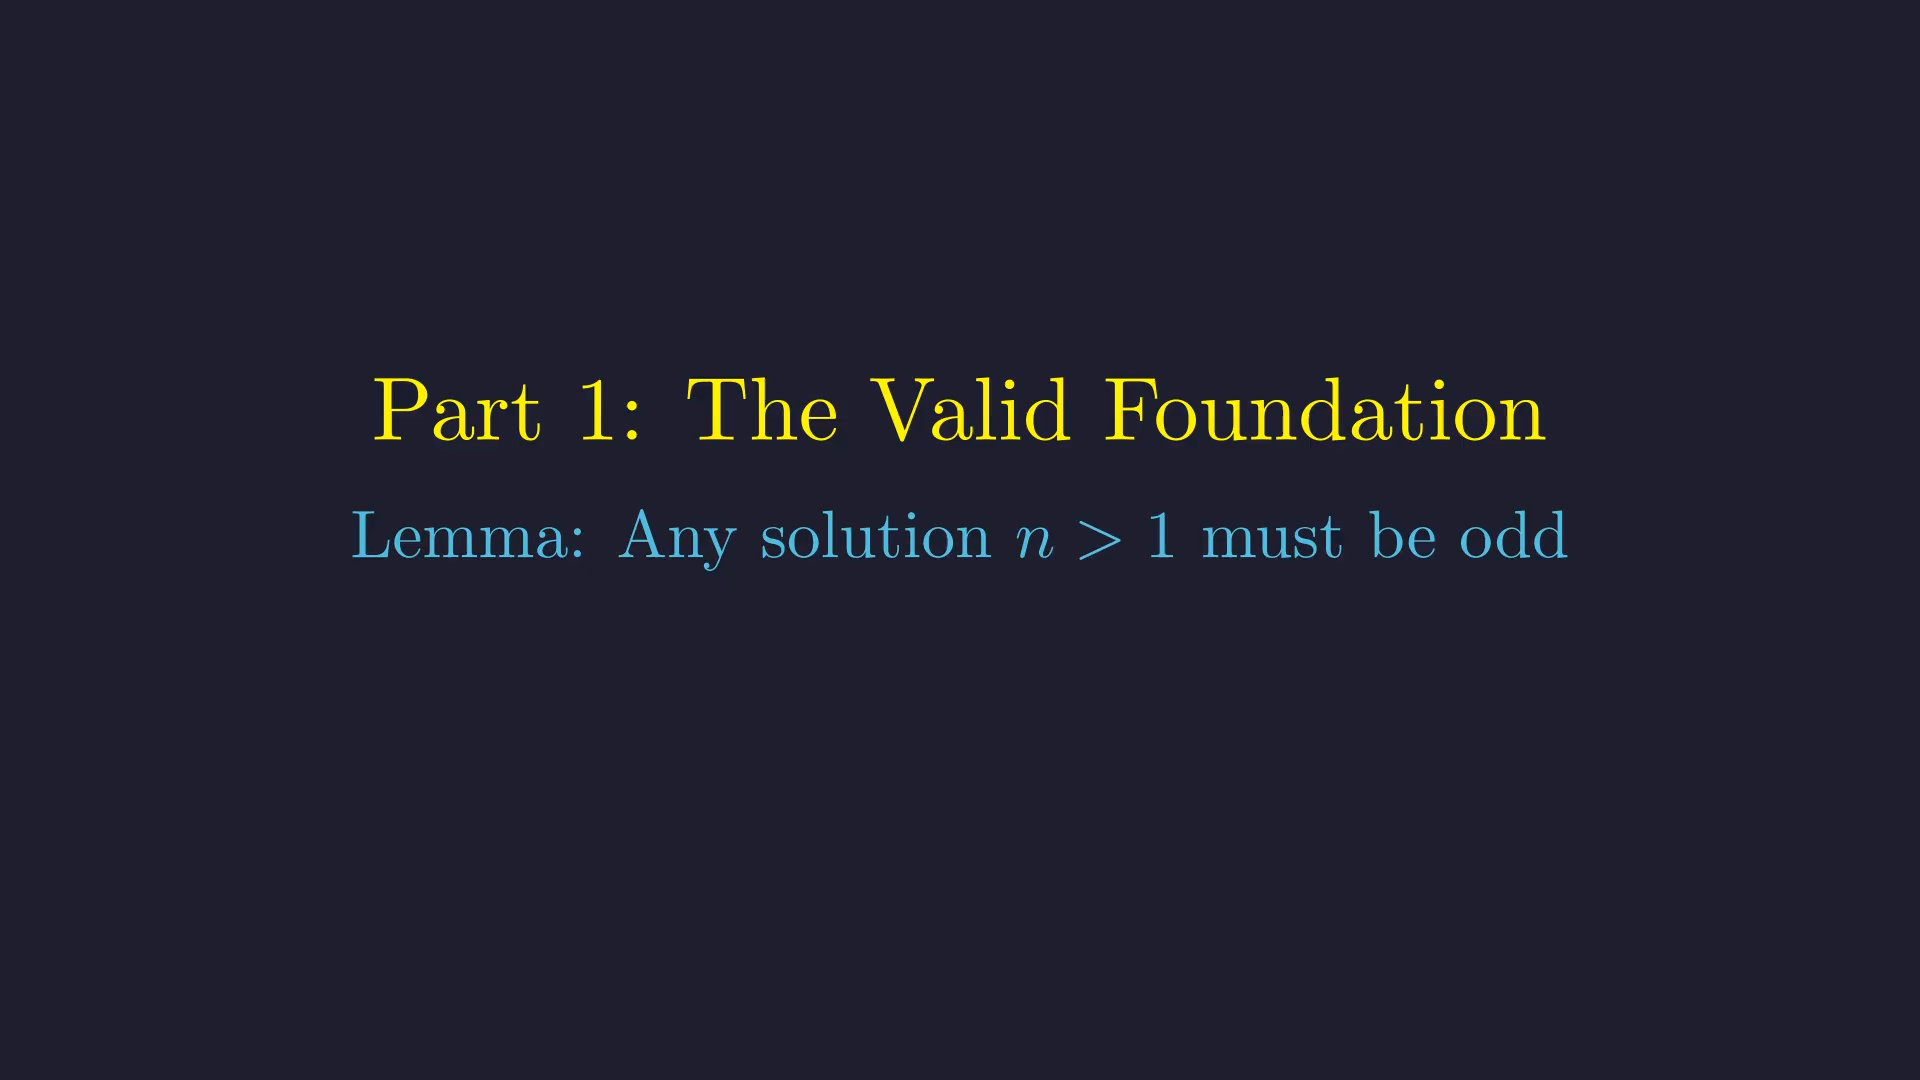 Part 1: The Valid Foundation
Lemma: Any solution n > 1 must be odd